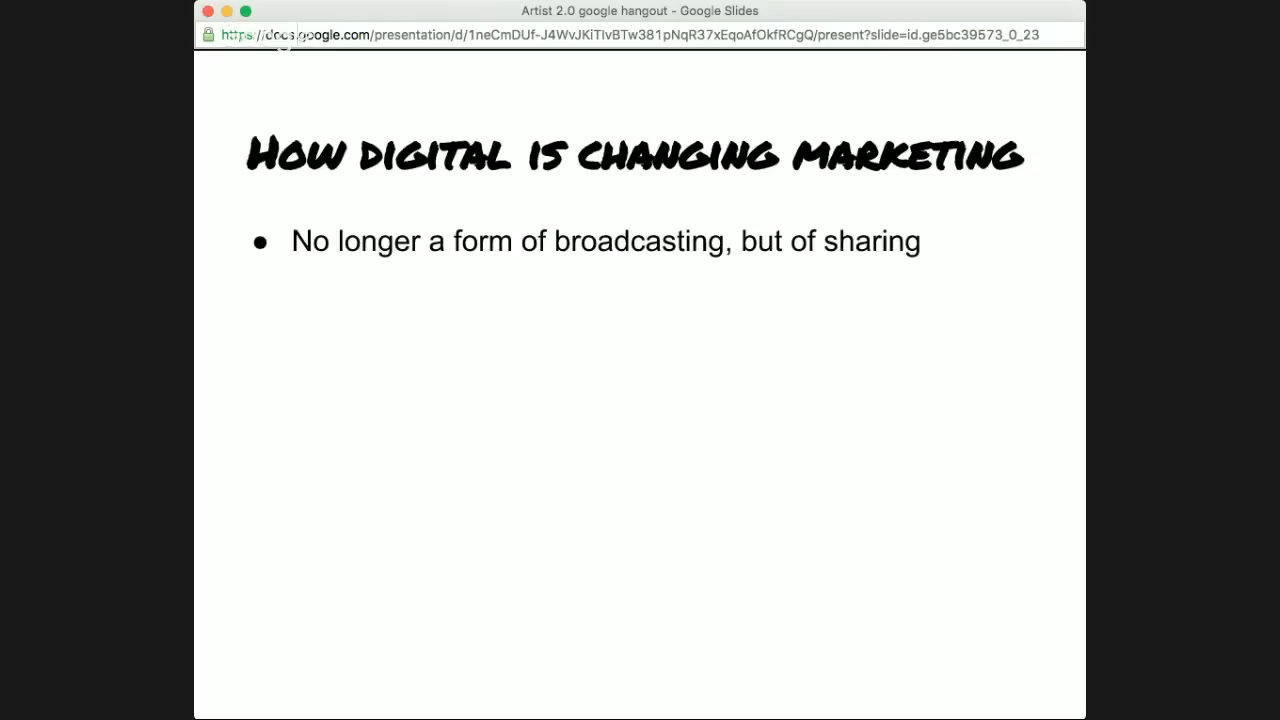 Artist 2.0 google hangout - Google Slides
https://docs.google.com/presentation/d/1neCmDUf-J4WvJKiTlvBTw381pNqR37xEqoAfOkfRCgQ/present?slide=id.ge5bc39573_0_23
How digital is changing marketing
● No longer a form of broadcasting, but of sharing